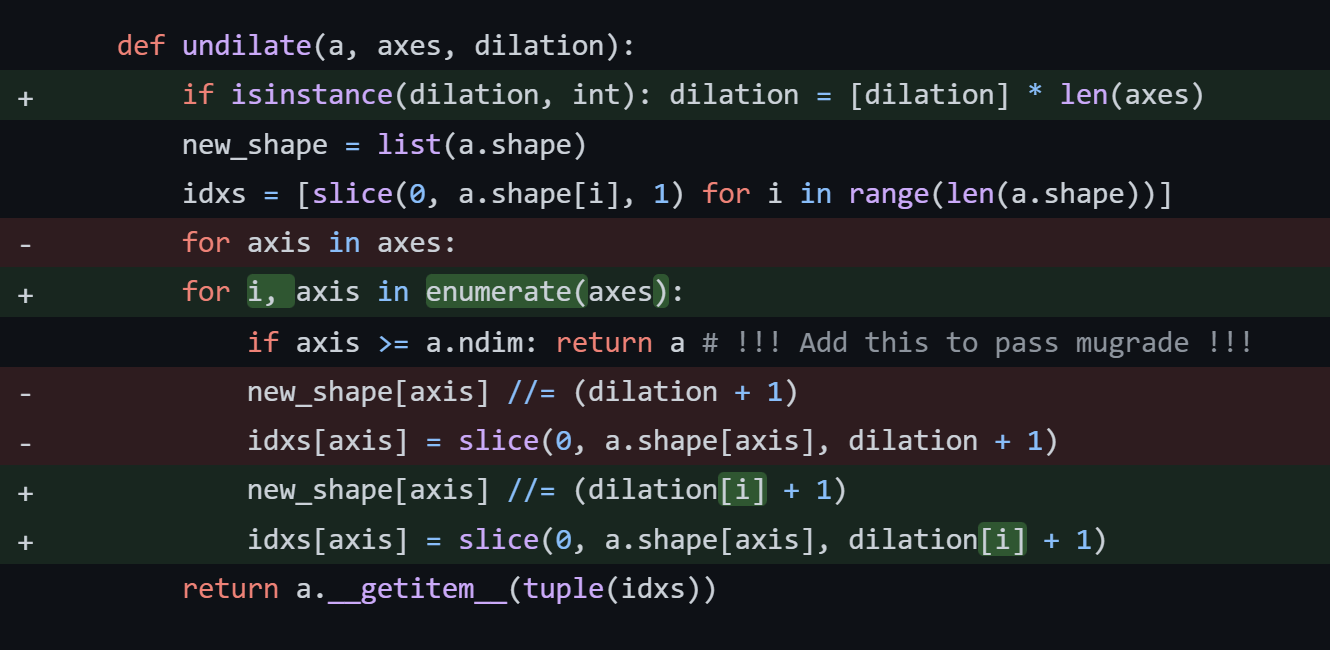 def undilate(a, axes, dilation):
+ if isinstance(dilation, int): dilation = [dilation] * len(axes)
new_shape = list(a.shape)
idxs = [slice(0, a.shape[i], 1) for i in range(len(a.shape))]
- for axis in axes:
+ for i, axis in enumerate(axes):
if axis >= a.ndim: return a # !!! Add this to pass mugrade !!!
- new_shape[axis] //= (dilation + 1)
- idxs[axis] = slice(0, a.shape[axis], dilation + 1)
+ new_shape[axis] //= (dilation[i] + 1)
+ idxs[axis] = slice(0, a.shape[axis], dilation[i] + 1)
return a.__getitem__(tuple(idxs))